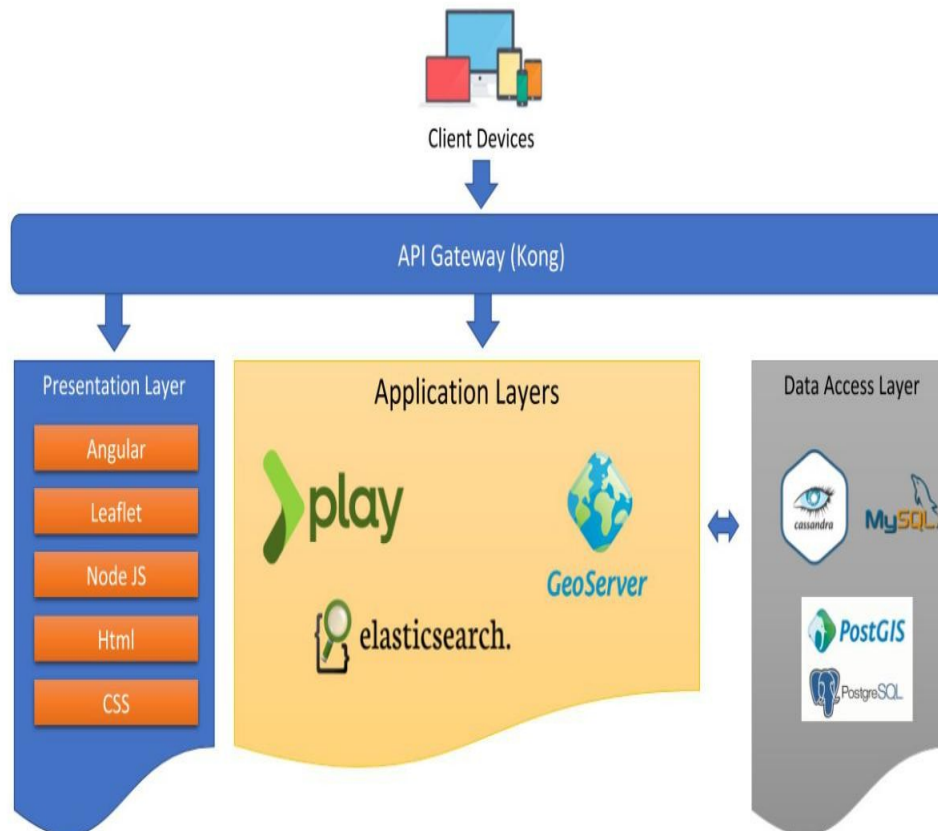 Client Devices
API Gateway (Kong)
Presentation Layer
Angular
Leaflet
Node JS
Html
CSS
Application Layers
play
GeoServer
elasticsearch.
Data Access Layer
cassandra
MySQL
PostGIS
PostgreSQL